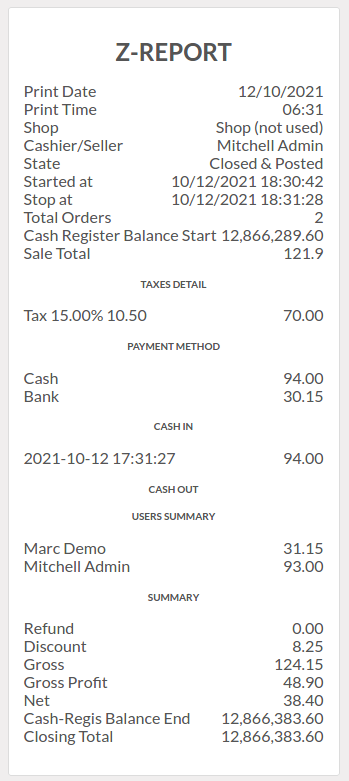 Z-REPORT
Print Date 12/10/2021
Print Time 06:31
Shop Shop (not used)
Cashier/Seller Mitchell Admin
State Closed & Posted
Started at 10/12/2021 18:30:42
Stop at 10/12/2021 18:31:28
Total Orders 2
Cash Register Balance Start 12,866,289.60
Sale Total 121.9
TAXES DETAIL
Tax 15.00% 10.50 70.00
PAYMENT METHOD
Cash 94.00
Bank 30.15
CASH IN
2021-10-12 17:31:27 94.00
CASH OUT
USERS SUMMARY
Marc Demo 31.15
Mitchell Admin 93.00
SUMMARY
Refund 0.00
Discount 8.25
Gross 124.15
Gross Profit 48.90
Net 38.40
Cash-Regis Balance End 12,866,383.60
Closing Total 12,866,383.60